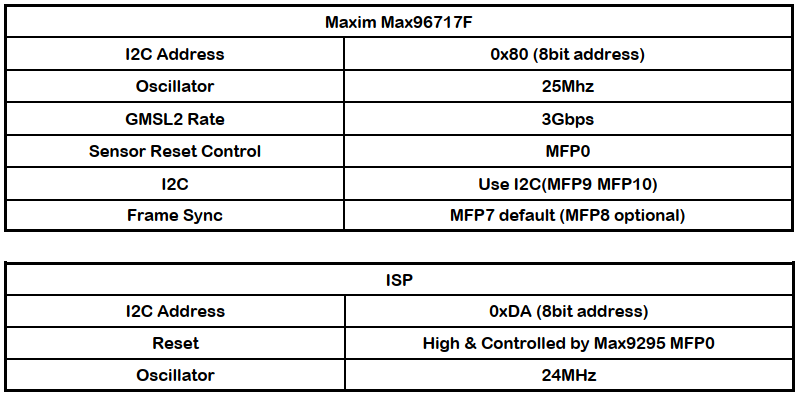 Maxim Max96717F
I2C Address 0x80 (8bit address)
Oscillator 25Mhz
GMSL2 Rate 3Gbps
Sensor Reset Control MFP0
I2C Use I2C(MFP9 MFP10)
Frame Sync MFP7 default (MFP8 optional)
ISP
I2C Address 0xDA (8bit address)
Reset High & Controlled by Max9295 MFP0
Oscillator 24MHz